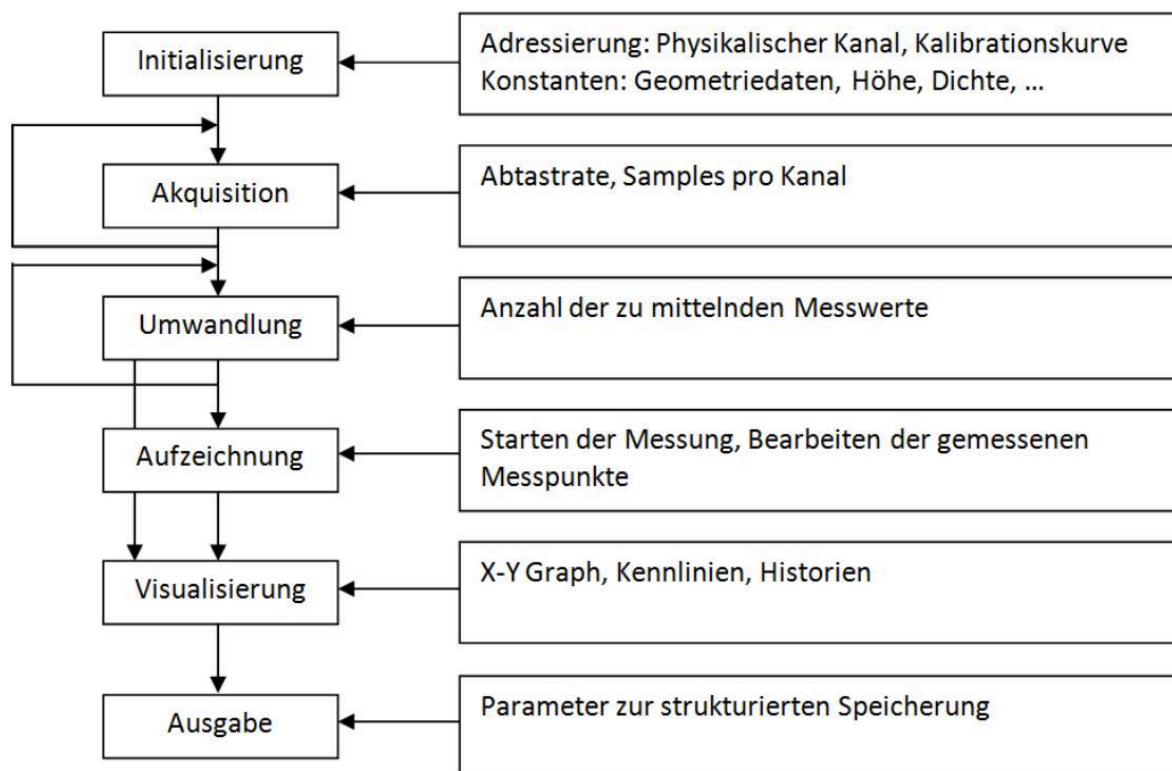 Initialisierung
Adressierung: Physikalischer Kanal, Kalibrationskurve
Konstanten: Geometriedaten, Höhe, Dichte, ...
Akquisition
Abtastrate, Samples pro Kanal
Umwandlung
Anzahl der zu mittelnden Messwerte
Aufzeichnung
Starten der Messung, Bearbeiten der gemessenen
Messpunkte
Visualisierung
X-Y Graph, Kennlinien, Historien
Ausgabe
Parameter zur strukturierten Speicherung